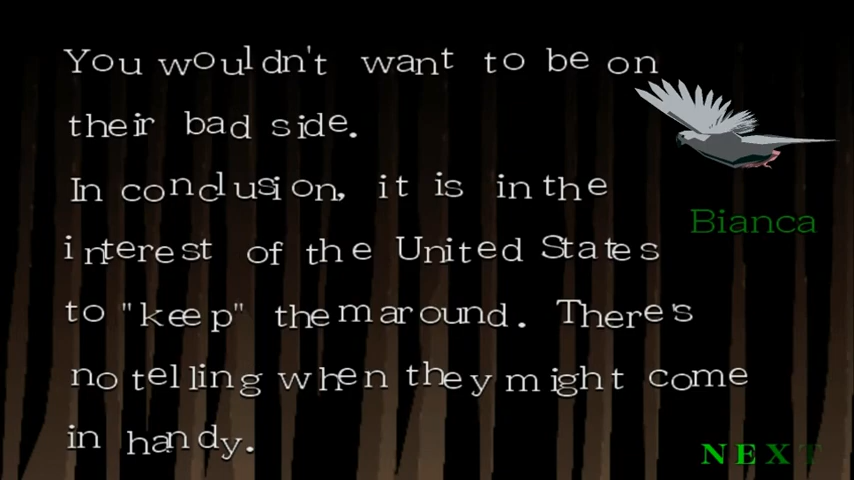 You wouldn't want to be on
their bad side.
In conclusion, it is in the
interest of the United States
to "keep" them around. There's
no telling when they might come
in handy.
Bianca
NEXT